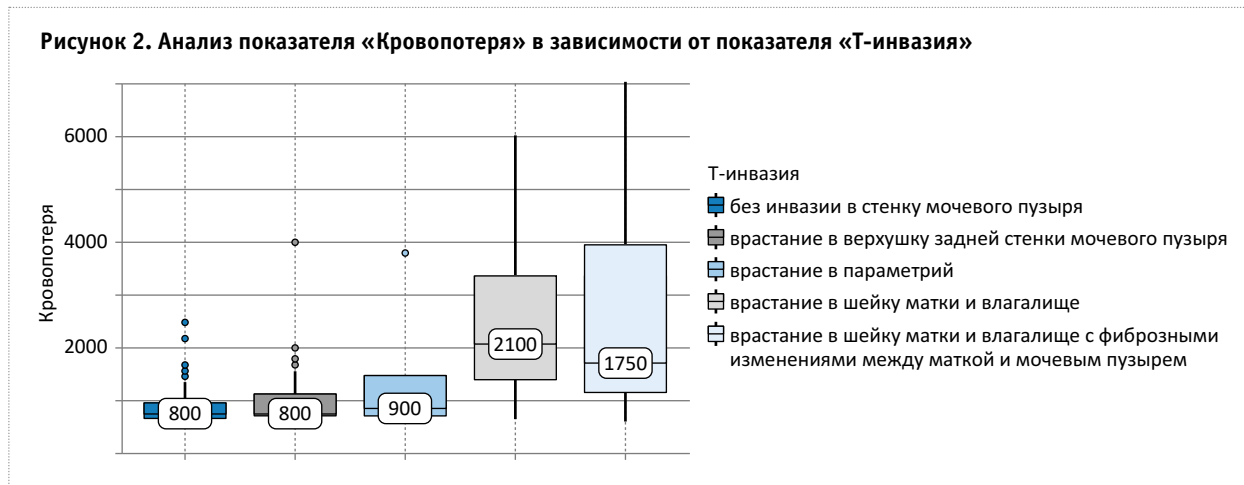 Рисунок 2. Анализ показателя «Кровопотеря» в зависимости от показателя «Т-инвазия»
Кровопотеря
6000
4000
2000
800
800
900
2100
1750
Т-инвазия
без инвазии в стенку мочевого пузыря
врастание в верхушку задней стенки мочевого пузыря
врастание в параметрий
врастание в шейку матки и влагалище
врастание в шейку матки и влагалище с фиброзными
изменениями между маткой и мочевым пузырем